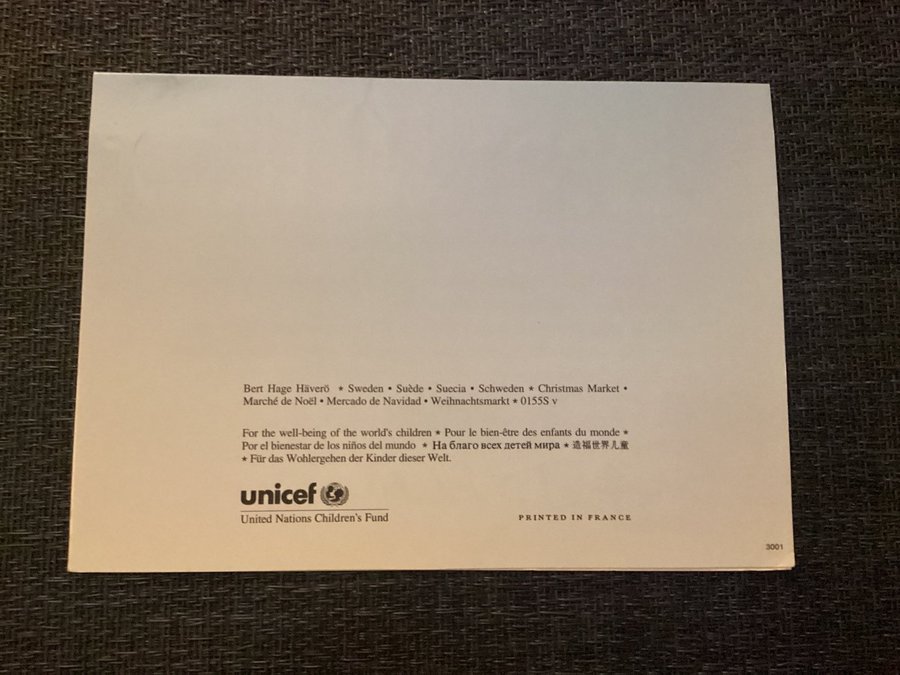 Bert Hage Häverö ★ Sweden • Suède • Suecia • Schweden ★ Christmas Market •
Marché de Noël • Mercado de Navidad • Weihnachtsmarkt ★ 0155S v
For the well-being of the world's children ★ Pour le bien-être des enfants du monde ★
Por el bienestar de los niños del mundo ★ На благо всех детей мира ★ 造福世界儿童
★ Für das Wohlergehen der Kinder dieser Welt.
unicef
United Nations Children's Fund
PRINTED IN FRANCE
3001